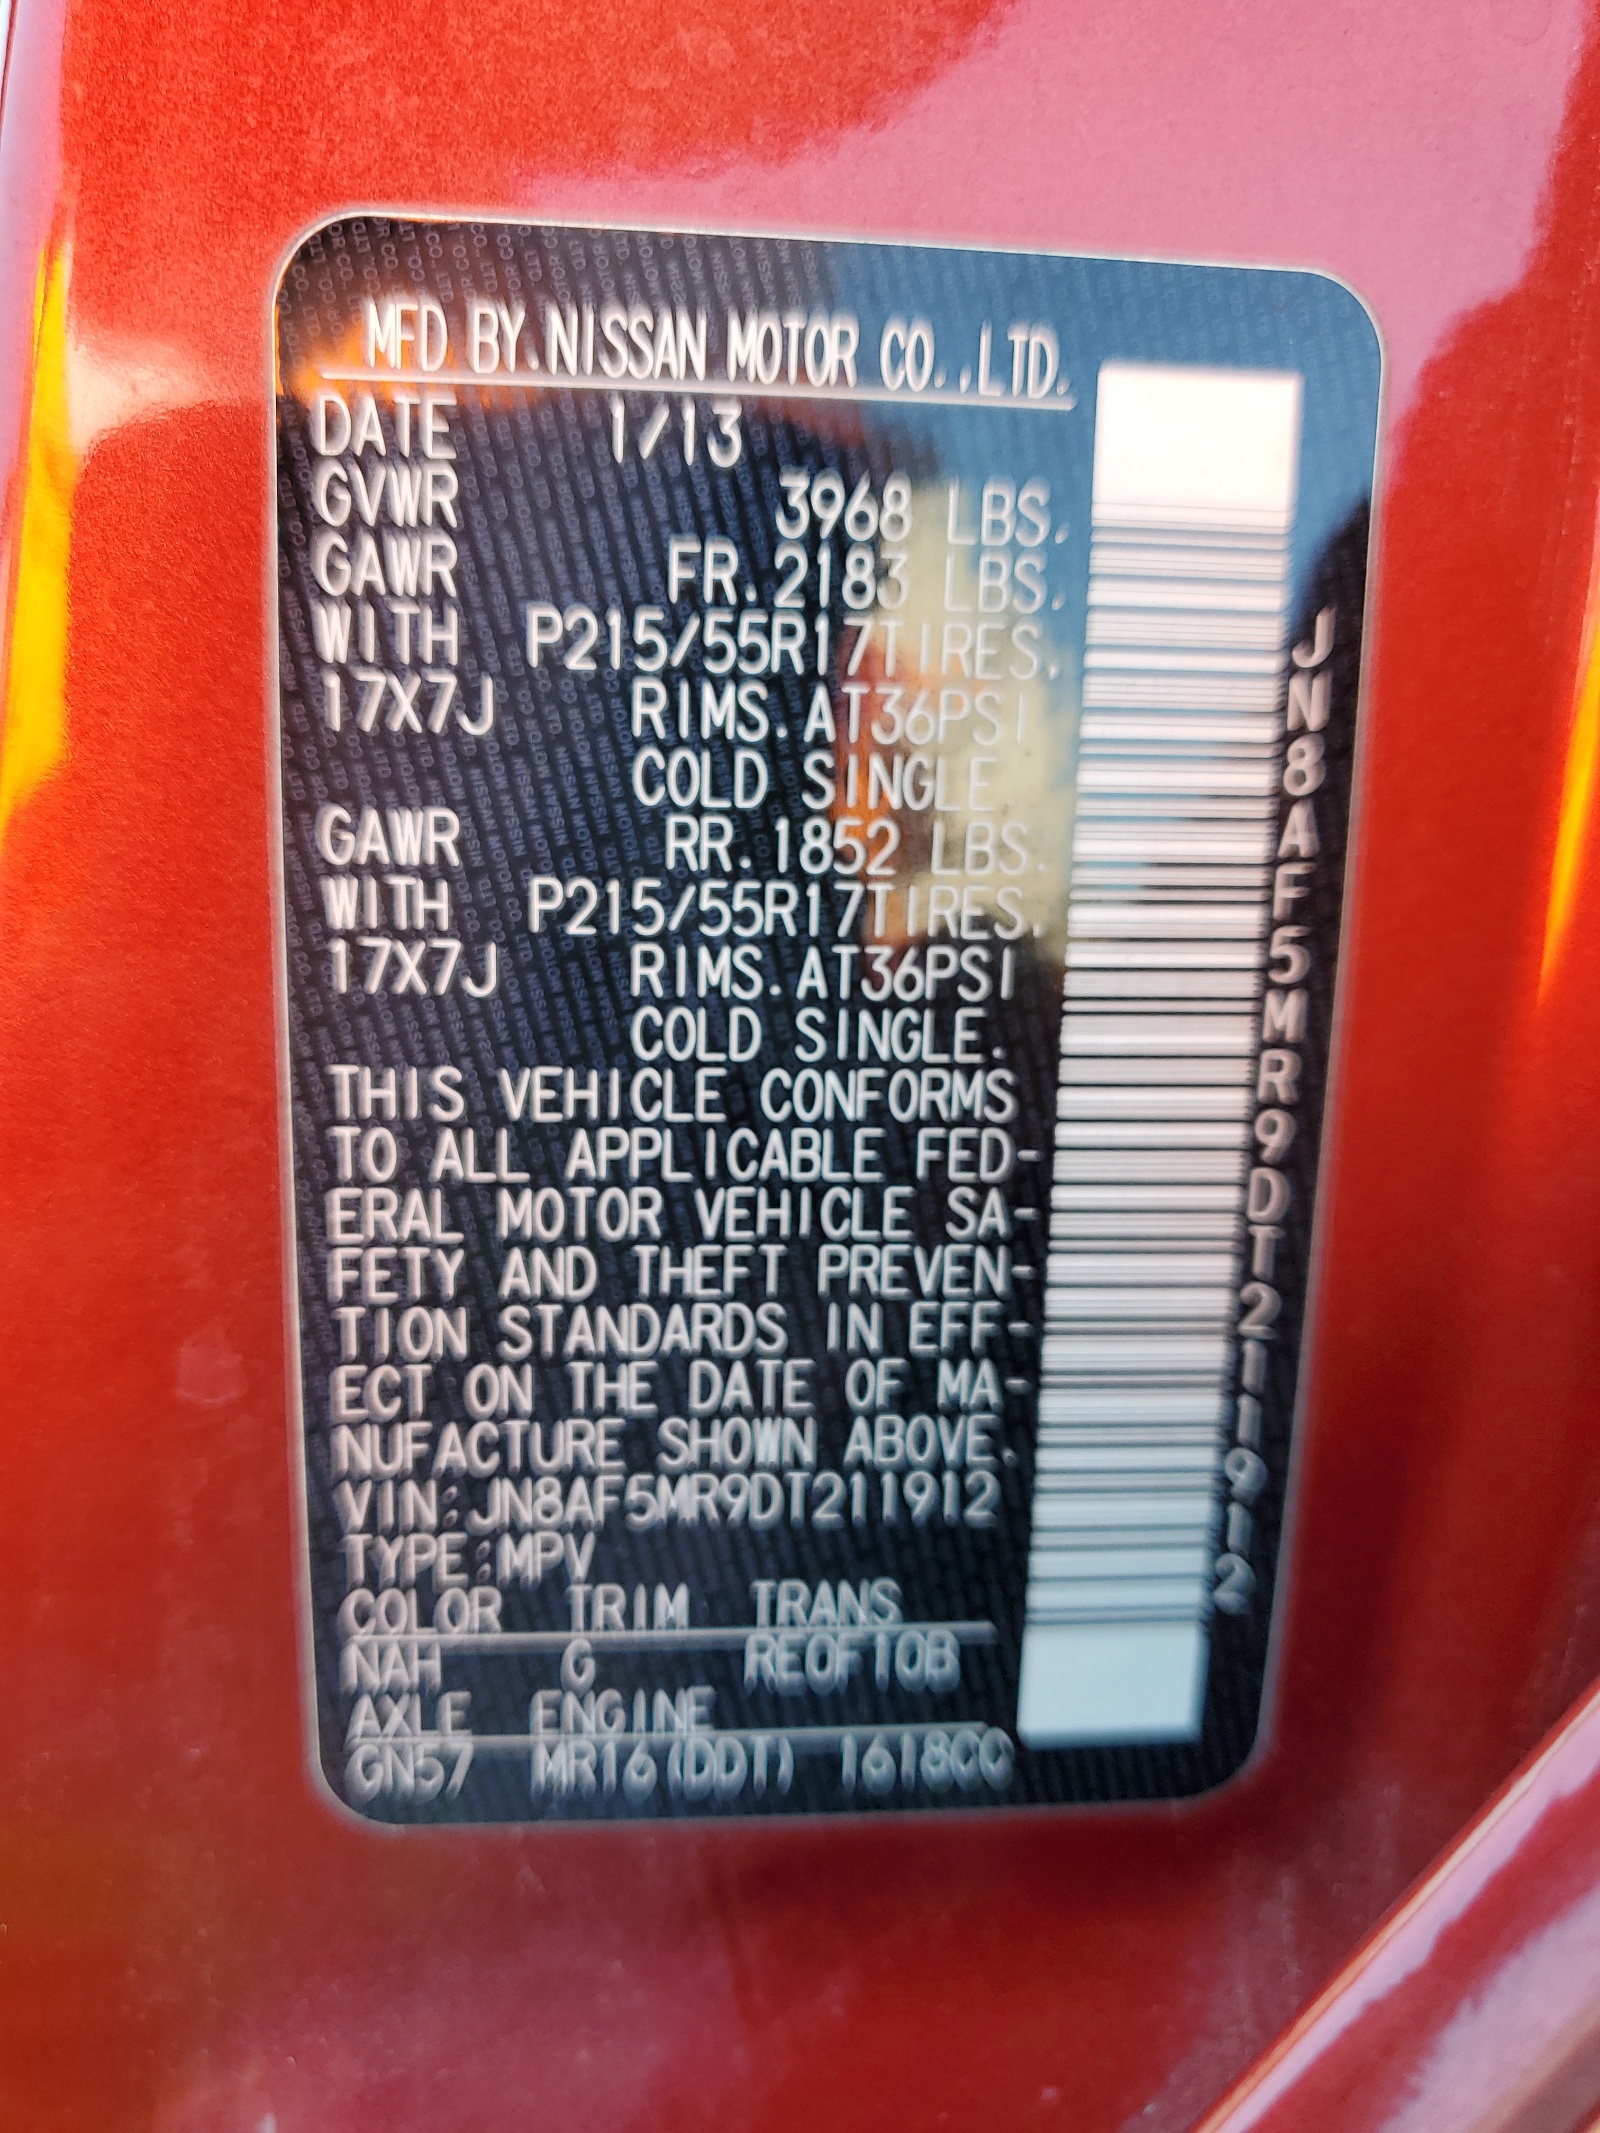 MFD BY.NISSAN MOTOR CO.,LTD.
DATE 1/13
GVWR 3968 LBS.
GAWR FR.2183 LBS.
WITH P215/55R17TIRES.
17X7J RIMS.AT36PSI
COLD SINGLE
GAWR RR.1852 LBS.
WITH P215/55R17TIRES.
17X7J RIMS.AT36PSI
COLD SINGLE.
THIS VEHICLE CONFORMS
TO ALL APPLICABLE FED-
ERAL MOTOR VEHICLE SA-
FETY AND THEFT PREVEN-
TION STANDARDS IN EFF-
ECT ON THE DATE OF MA-
NUFACTURE SHOWN ABOVE.
VIN:JN8AF5MR9DT211912
TYPE:MPV
COLOR TRIM TRANS
NAH G RE0F10B
AXLE ENGINE
GN57 MR16(DDT) 1618CC
JN8AF5MR9DT211912